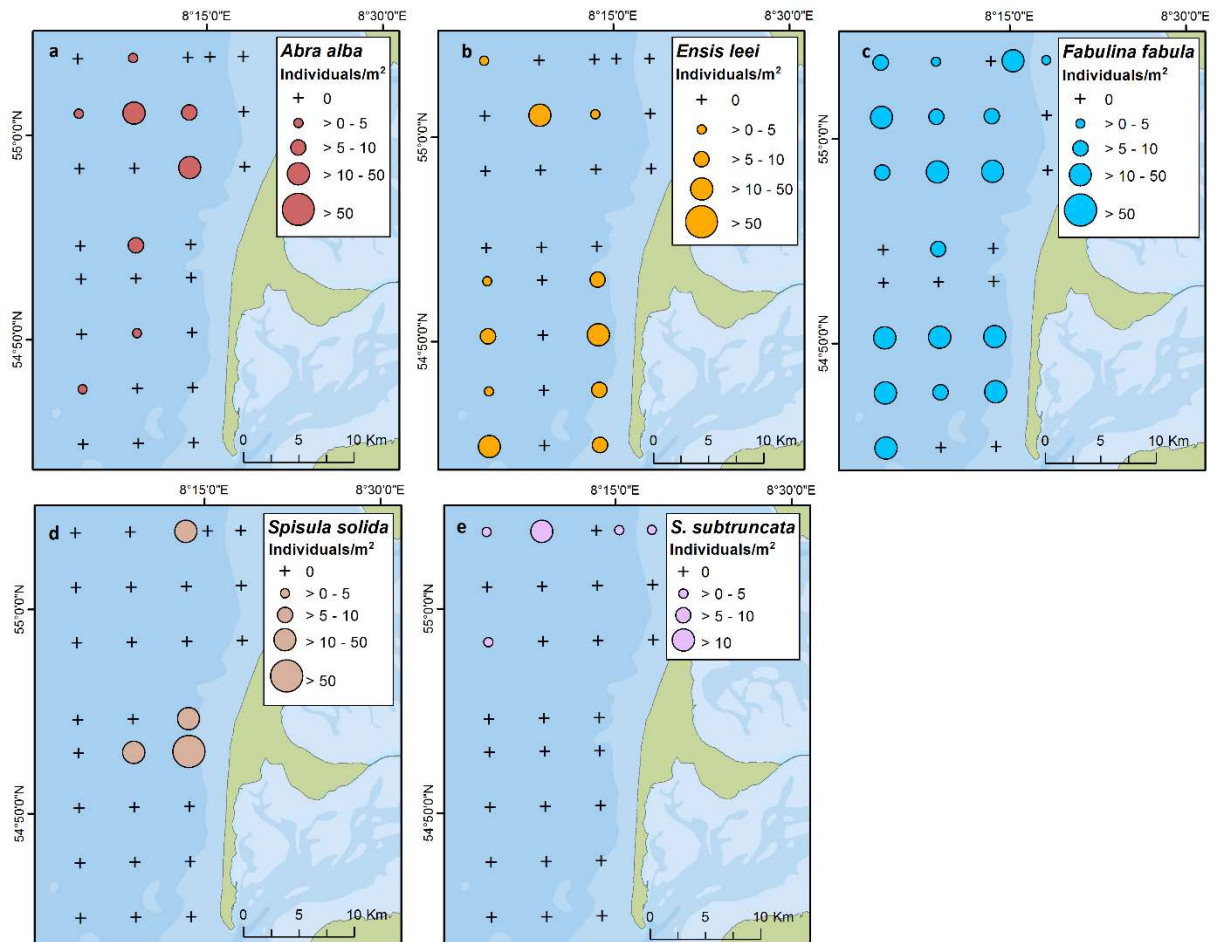 8°15'0"E 8°30'0"E
a
Abra alba
Individuals/m²
0
> 0 - 5
> 5 - 10
> 10 - 50
> 50
55°0'0"N
54°50'0"N
0 5 10 Km
8°15'0"E 8°30'0"E
b
Ensis leei
Individuals/m²
0
> 0 - 5
> 5 - 10
> 10 - 50
> 50
55°0'0"N
54°50'0"N
0 5 10 Km
8°15'0"E 8°30'0"E
c
Fabulina fabula
Individuals/m²
0
> 0 - 5
> 5 - 10
> 10 - 50
> 50
55°0'0"N
54°50'0"N
0 5 10 Km
8°15'0"E 8°30'0"E
d
Spisula solida
Individuals/m²
0
> 0 - 5
> 5 - 10
> 10 - 50
> 50
55°0'0"N
54°50'0"N
0 5 10 Km
8°15'0"E 8°30'0"E
e
S. subtruncata
Individuals/m²
0
> 0 - 5
> 5 - 10
> 10
55°0'0"N
54°50'0"N
0 5 10 Km